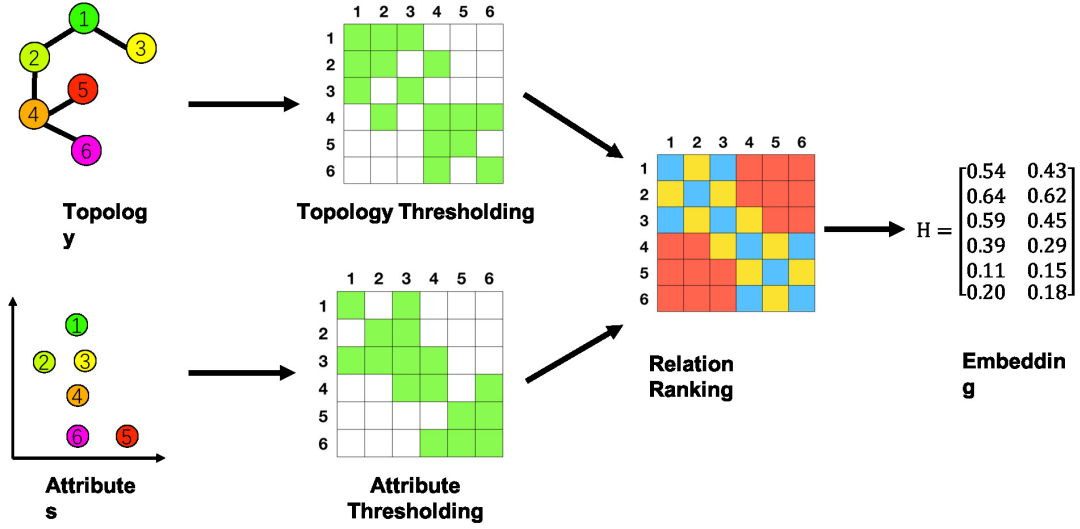 1
2
3
4
5
6
Topolog
y
1 2 3 4 5 6
1
2
3
4
5
6
Topology Thresholding
1
2
3
4
6
5
Attribute
s
1 2 3 4 5 6
1
2
3
4
5
6
Attribute
Thresholding
1 2 3 4 5 6
1
2
3
4
5
6
Relation
Ranking
H =
0.54 0.43
0.64 0.62
0.59 0.45
0.39 0.29
0.11 0.15
0.20 0.18
Embeddin
g